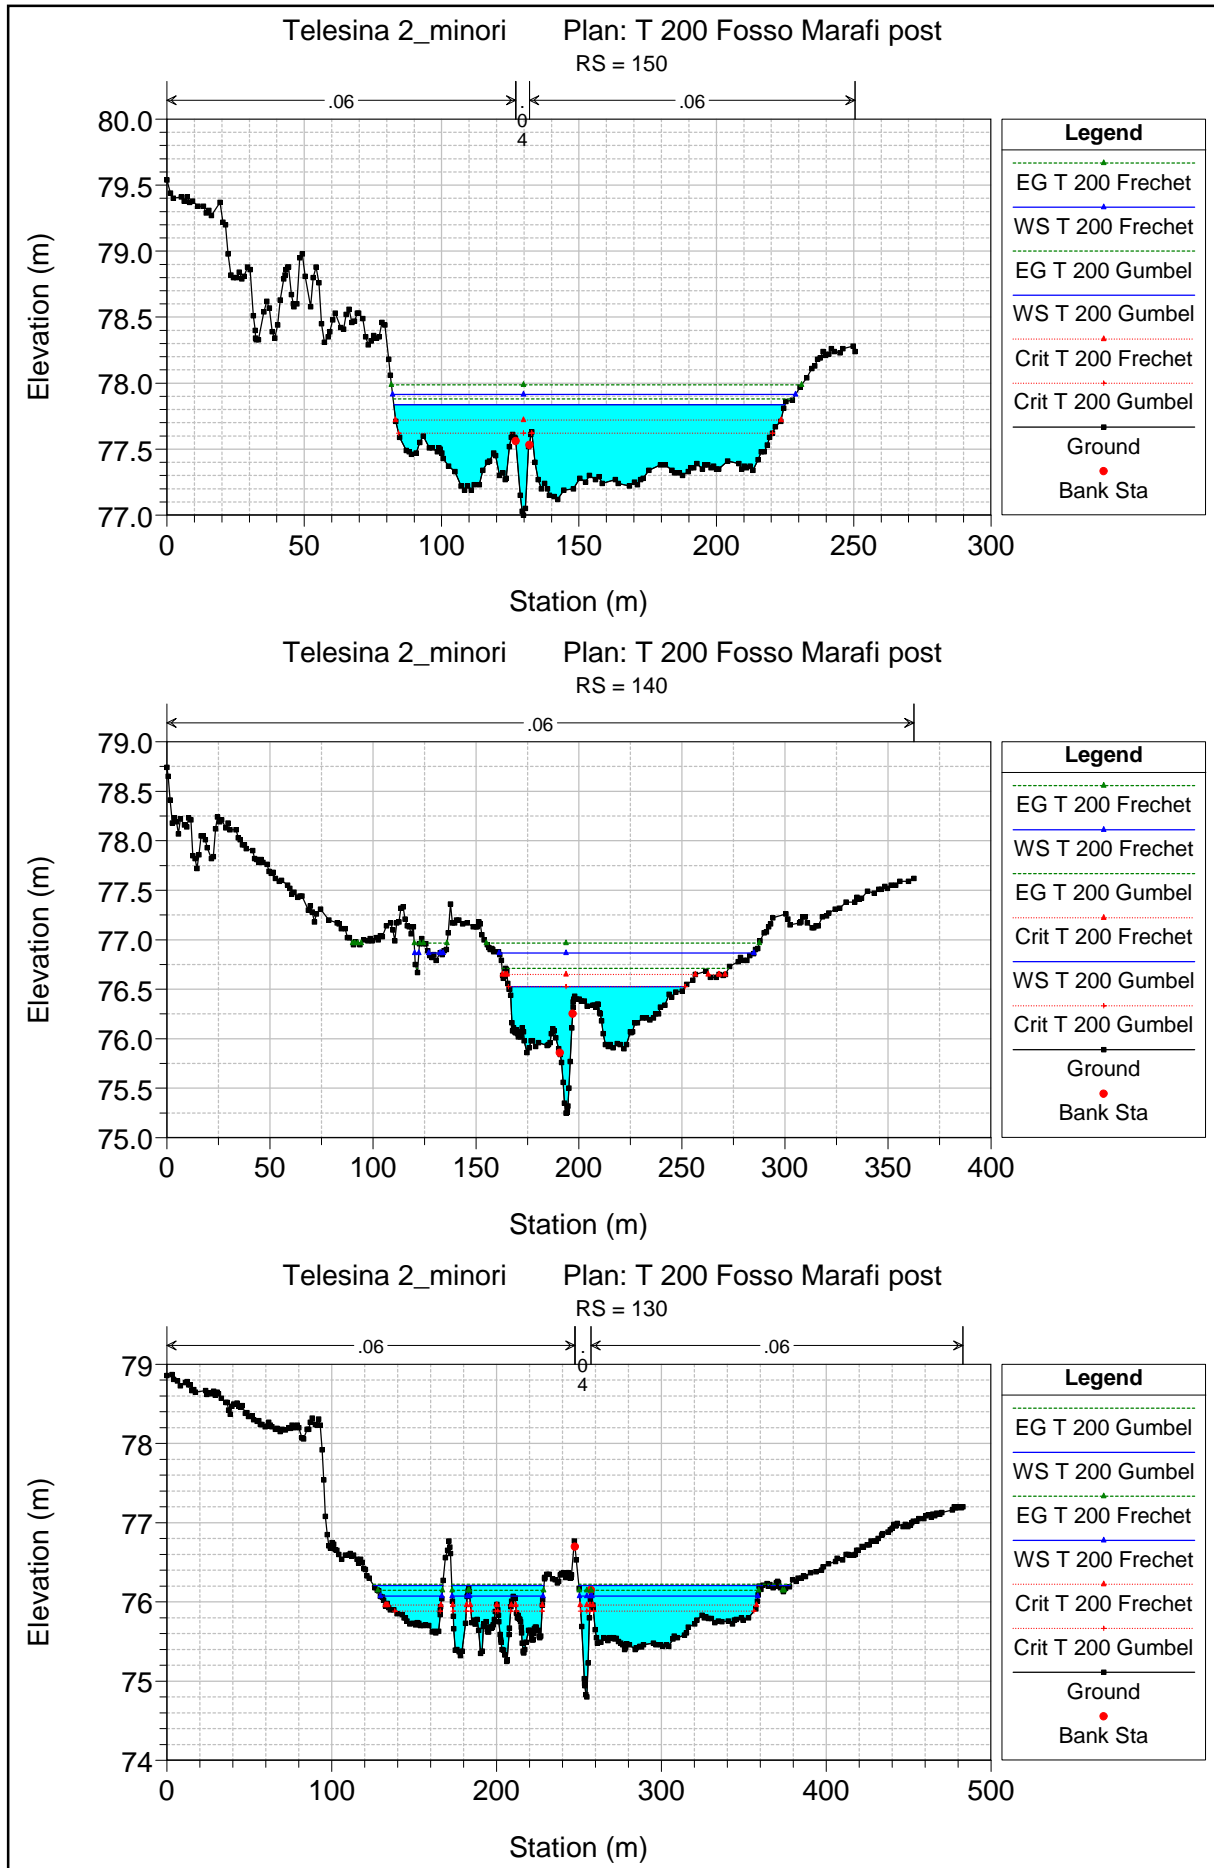 Telesina 2_minori Plan: T 200 Fosso Marafi post
RS = 150
.06 .04 .06
Elevation (m)
80.0
79.5
79.0
78.5
78.0
77.5
77.0
0 50 100 150 200 250 300
Station (m)
Legend
EG T 200 Frechet
WS T 200 Frechet
EG T 200 Gumbel
WS T 200 Gumbel
Crit T 200 Frechet
Crit T 200 Gumbel
Ground
Bank Sta
Telesina 2_minori Plan: T 200 Fosso Marafi post
RS = 140
.06
Elevation (m)
79.0
78.5
78.0
77.5
77.0
76.5
76.0
75.5
75.0
0 50 100 150 200 250 300 350 400
Station (m)
Legend
EG T 200 Frechet
WS T 200 Frechet
EG T 200 Gumbel
Crit T 200 Frechet
WS T 200 Gumbel
Crit T 200 Gumbel
Ground
Bank Sta
Telesina 2_minori Plan: T 200 Fosso Marafi post
RS = 130
.06 .04 .06
Elevation (m)
79
78
77
76
75
74
0 100 200 300 400 500
Station (m)
Legend
EG T 200 Gumbel
WS T 200 Gumbel
EG T 200 Frechet
WS T 200 Frechet
Crit T 200 Frechet
Crit T 200 Gumbel
Ground
Bank Sta